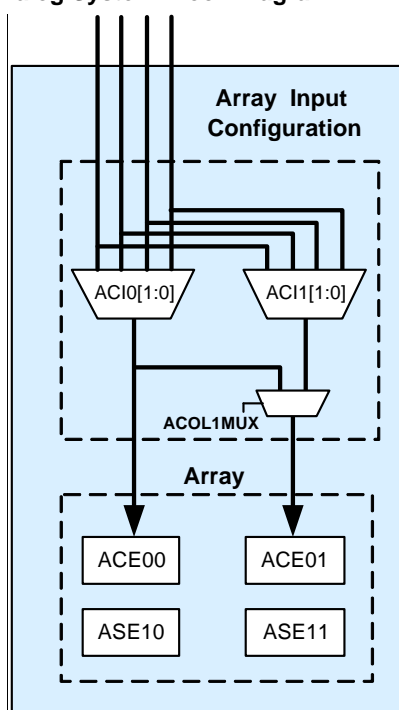 Array Input
Configuration
ACI0[1:0]
ACI1[1:0]
ACOL1MUX
Array
ACE00
ACE01
ASE10
ASE11